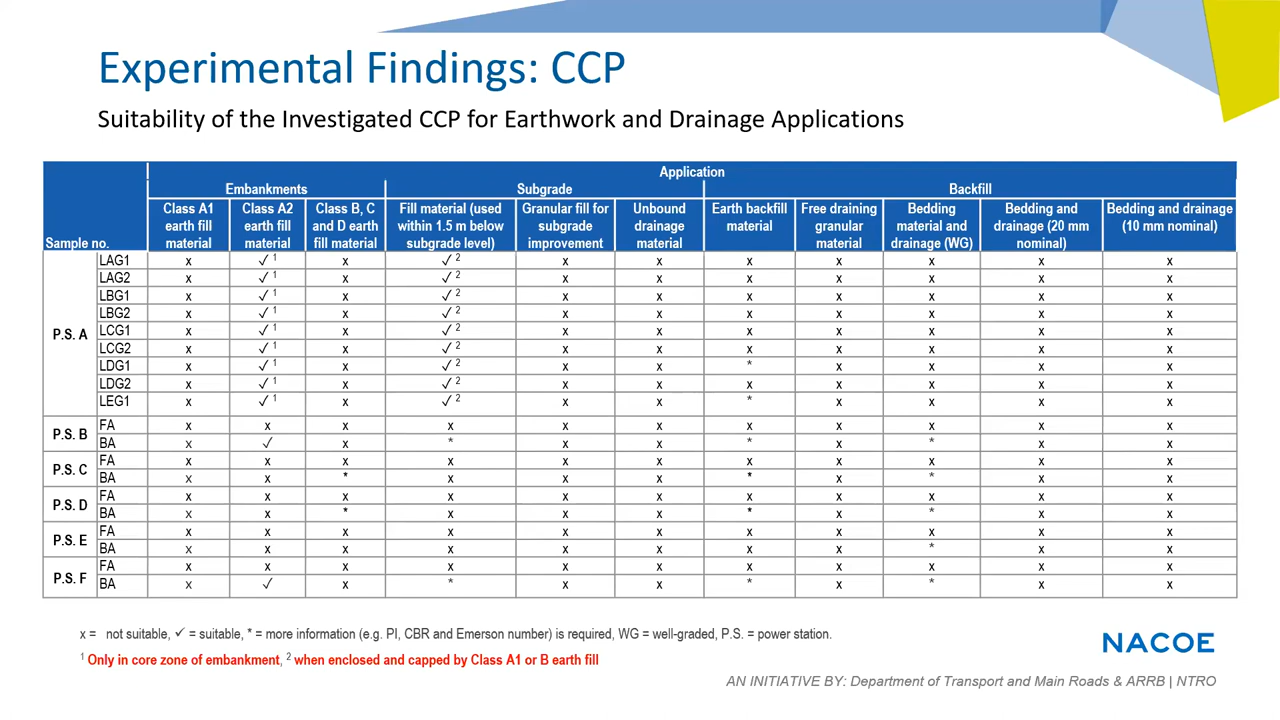 Experimental Findings: CCP
Suitability of the Investigated CCP for Earthwork and Drainage Applications
Application
Embankments Subgrade Backfill
Sample no. Class A1 earth fill material Class A2 earth fill material Class B, C and D earth fill material Fill material (used within 1.5 m below subgrade level) Granular fill for subgrade improvement Unbound drainage material Earth backfill material Free draining granular material Bedding material and drainage (WG) Bedding and drainage (20 mm nominal) Bedding and drainage (10 mm nominal)
P.S. A
LAG1 x ✓ 1 x ✓ 2 x x x x x x x
LAG2 x ✓ 1 x ✓ 2 x x x x x x x
LBG1 x ✓ 1 x ✓ 2 x x x x x x x
LBG2 x ✓ 1 x ✓ 2 x x x x x x x
LCG1 x ✓ 1 x ✓ 2 x x x x x x x
LCG2 x ✓ 1 x ✓ 2 x x x x x x x
LDG1 x ✓ 1 x ✓ 2 x x * x x x x
LDG2 x ✓ 1 x ✓ 2 x x x x x x x
LEG1 x ✓ 1 x ✓ 2 x x * x x x x
P.S. B
FA x x x x x x x x x x x
BA x ✓ x * x x * x * x x
P.S. C
FA x x x x x x x x x x x
BA x x * x x x * x * x x
P.S. D
FA x x x x x x x x x x x
BA x x * x x x * x * x x
P.S. E
FA x x x x x x x x x x x
BA x x x x x x x x * x x
P.S. F
FA x x x x x x x x x x x
BA x ✓ x * x x * x * x x
x = not suitable, ✓ = suitable, * = more information (e.g. PI, CBR and Emerson number) is required, WG = well-graded, P.S. = power station.
1 Only in core zone of embankment, 2 when enclosed and capped by Class A1 or B earth fill
NACOE
AN INITIATIVE BY: Department of Transport and Main Roads & ARRB | NTRO